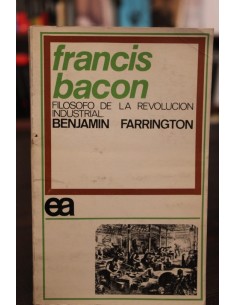 francis
bacon
FILOSOFO DE LA REVOLUCION
INDUSTRIAL.
BENJAMIN FARRINGTON
ea